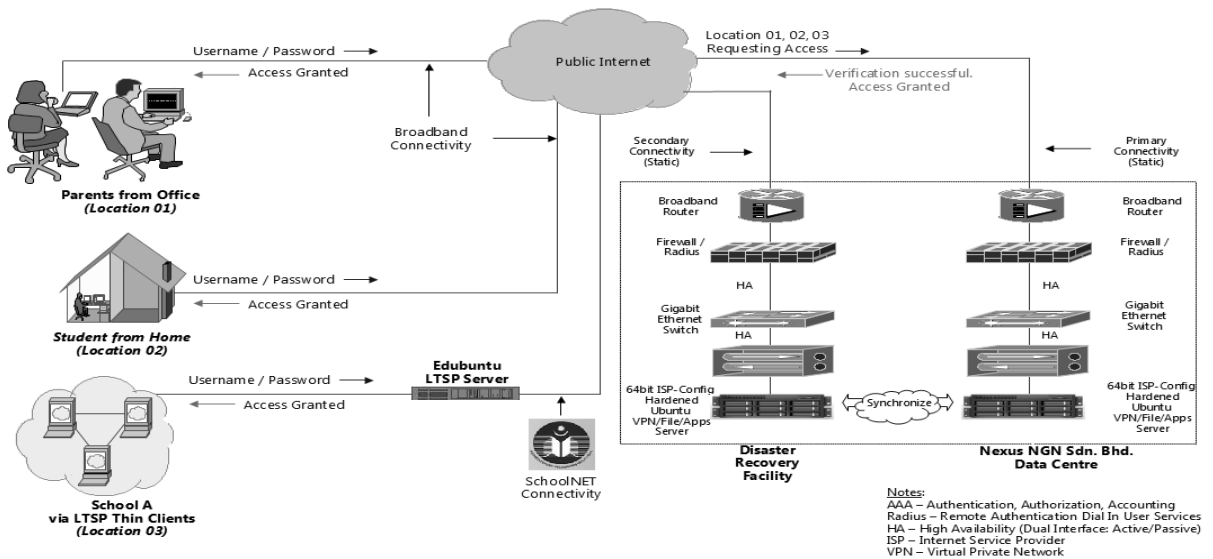 Username / Password
Access Granted
Public Internet
Location 01, 02, 03
Requesting Access
Verification successful.
Access Granted
Broadband
Connectivity
Secondary
Connectivity
(Static)
Primary
Connectivity
(Static)
Parents from Office
(Location 01)
Broadband
Router
Broadband
Router
Firewall /
Radius
Firewall /
Radius
HA
HA
Username / Password
Access Granted
Student from Home
(Location 02)
Gigabit
Ethernet
Switch
Gigabit
Ethernet
Switch
HA
HA
Edubuntu
LTSP Server
Username / Password
Access Granted
64bit ISP-Config
Hardened
Ubuntu
VPN/File/Apps
Server
Synchronize
64bit ISP-Config
Hardened
Ubuntu
VPN/File/Apps
Server
Disaster
Recovery
Facility
Nexus NGN Sdn. Bhd.
Data Centre
SchoolNET
Connectivity
School A
via LTSP Thin Clients
(Location 03)
Notes:
AAA – Authentication, Authorization, Accounting
Radius – Remote Authentication Dial In User Services
HA – High Availability (Dual Interface: Active/Passive)
ISP – Internet Service Provider
VPN – Virtual Private Network